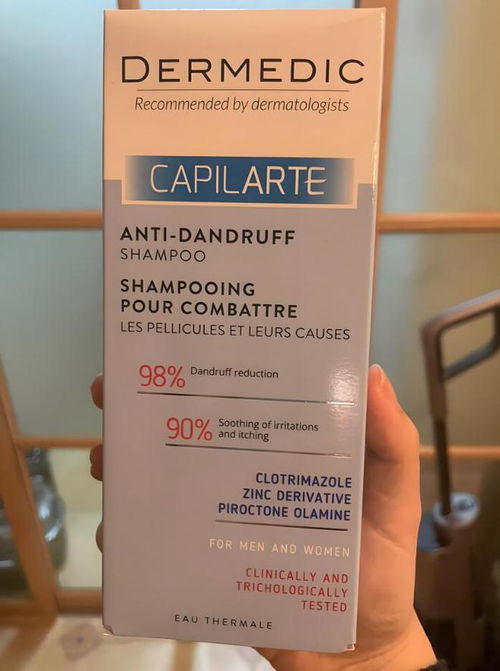 DERMEDIC
Recommended by dermatologists
CAPILARTE
ANTI-DANDRUFF
SHAMPOO
SHAMPOOING
POUR COMBATTRE
LES PELLICULES ET LEURS CAUSES
98% Dandruff reduction
90% Soothing of irritations
and itching
CLOTRIMAZOLE
ZINC DERIVATIVE
PIROCTONE OLAMINE
FOR MEN AND WOMEN
CLINICALLY AND
TRICHOLOGICALLY
TESTED
EAU THERMALE